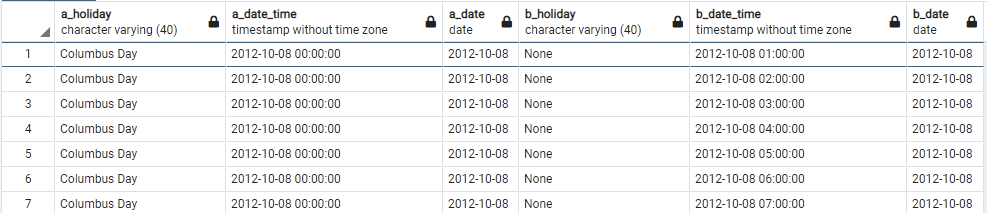 a_holiday a_date_time a_date b_holiday b_date_time b_date
character varying (40) timestamp without time zone date character varying (40) timestamp without time zone date
1 Columbus Day 2012-10-08 00:00:00 2012-10-08 None 2012-10-08 01:00:00 2012-10-08
2 Columbus Day 2012-10-08 00:00:00 2012-10-08 None 2012-10-08 02:00:00 2012-10-08
3 Columbus Day 2012-10-08 00:00:00 2012-10-08 None 2012-10-08 03:00:00 2012-10-08
4 Columbus Day 2012-10-08 00:00:00 2012-10-08 None 2012-10-08 04:00:00 2012-10-08
5 Columbus Day 2012-10-08 00:00:00 2012-10-08 None 2012-10-08 05:00:00 2012-10-08
6 Columbus Day 2012-10-08 00:00:00 2012-10-08 None 2012-10-08 06:00:00 2012-10-08
7 Columbus Day 2012-10-08 00:00:00 2012-10-08 None 2012-10-08 07:00:00 2012-10-08